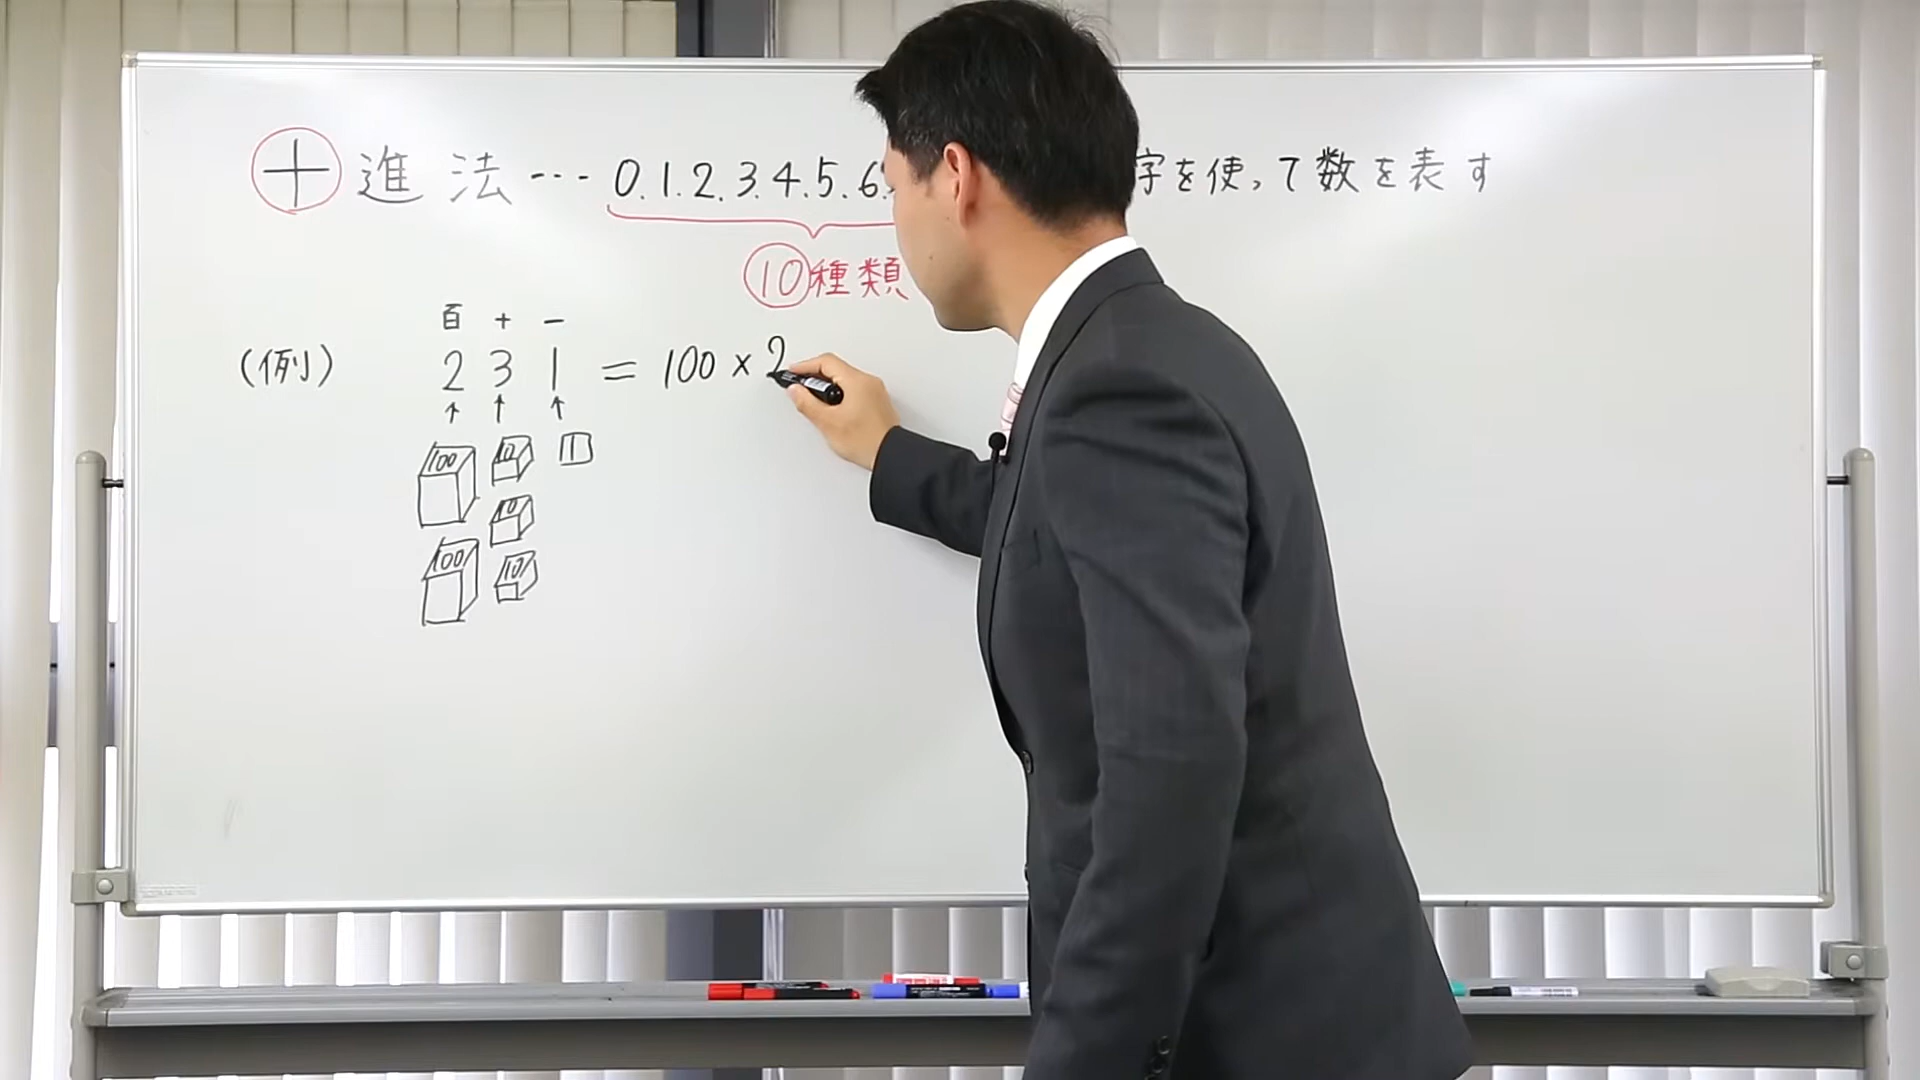 十進法…0.1.2.3.4.5.6. 字を使って数を表す
10種類
百 十 一
(例) 2 3 1 = 100 × 2
↑ ↑ ↑
100 10 1
10
100 10